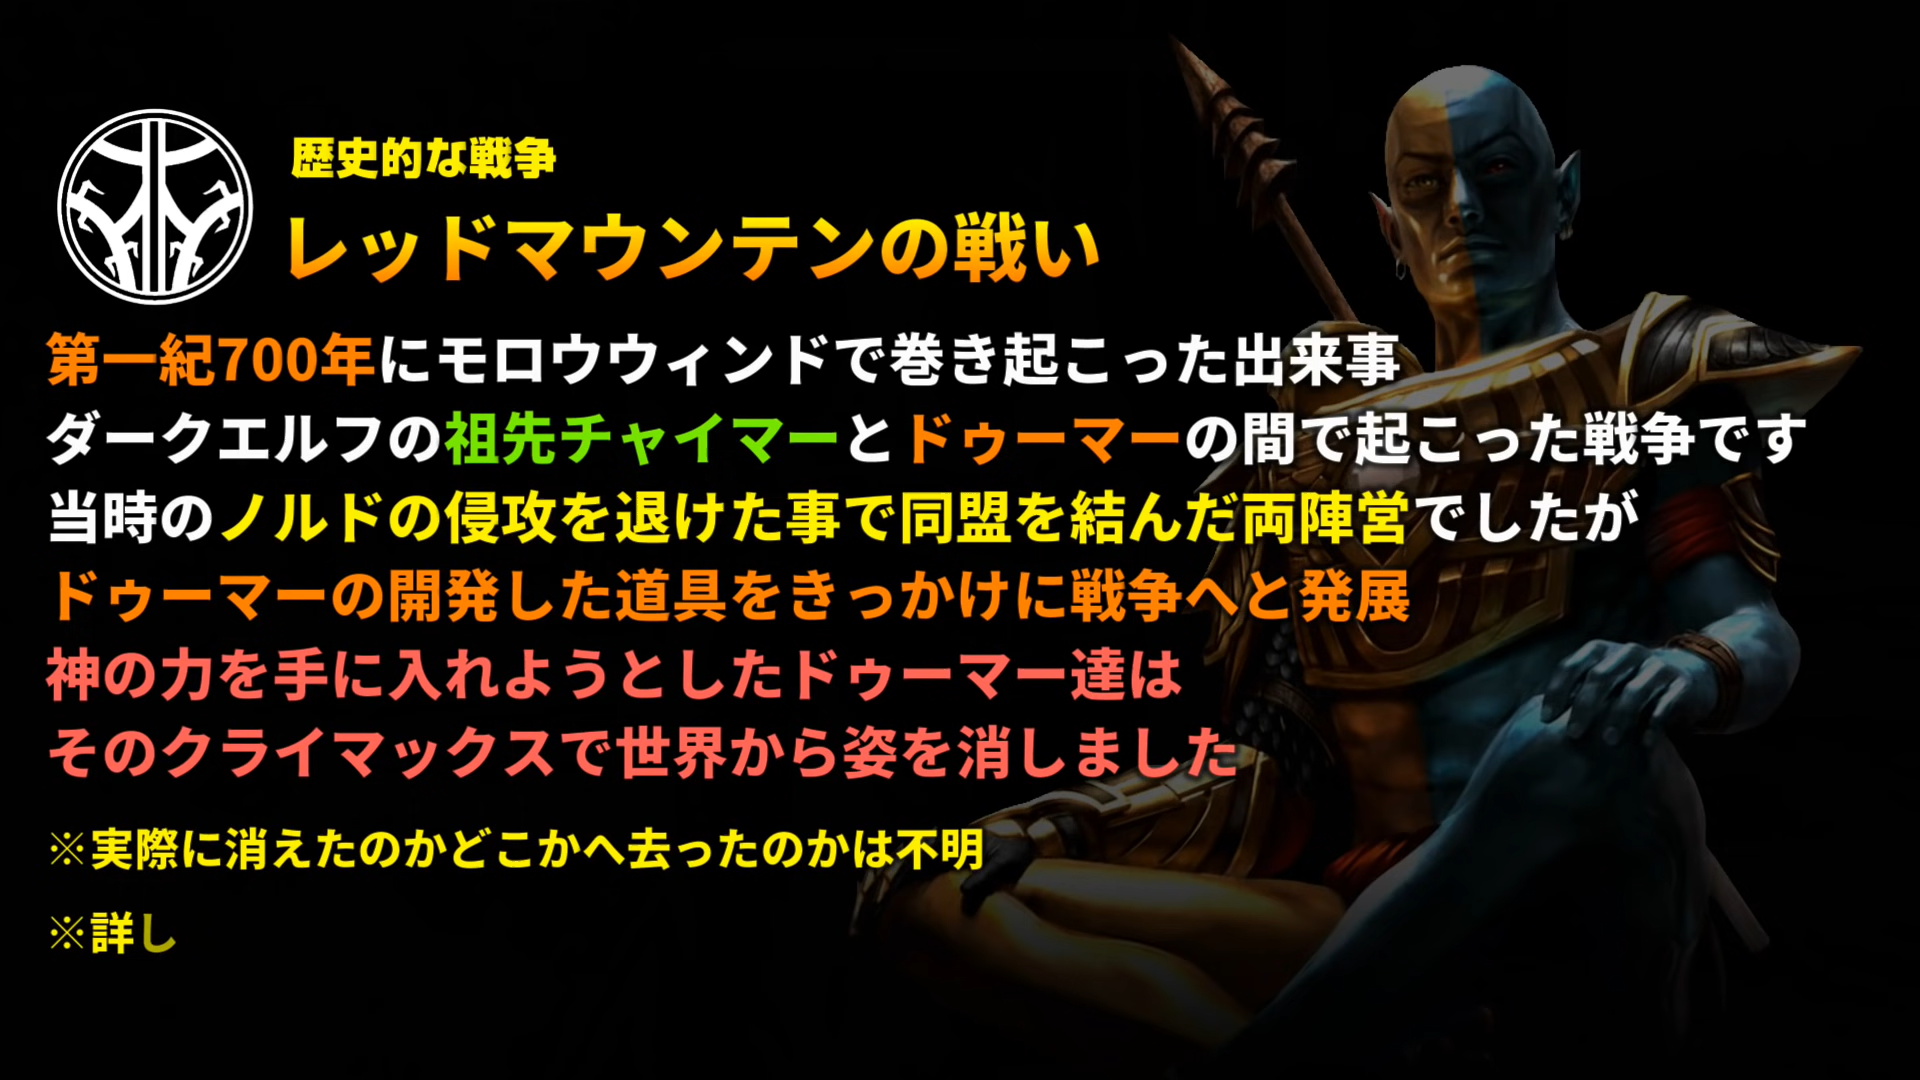 歴史的な戦争
レッドマウンテンの戦い
第一紀700年にモロウウィンドで巻き起こった出来事
ダークエルフの祖先チャイマーとドゥーマーの間で起こった戦争です
当時のノルドの侵攻を退けた事で同盟を結んだ両陣営でしたが
ドゥーマーの開発した道具をきっかけに戦争へと発展
神の力を手に入れようとしたドゥーマー達は
そのクライマックスで世界から姿を消しました
※実際に消えたのかどこかへ去ったのかは不明
※詳し